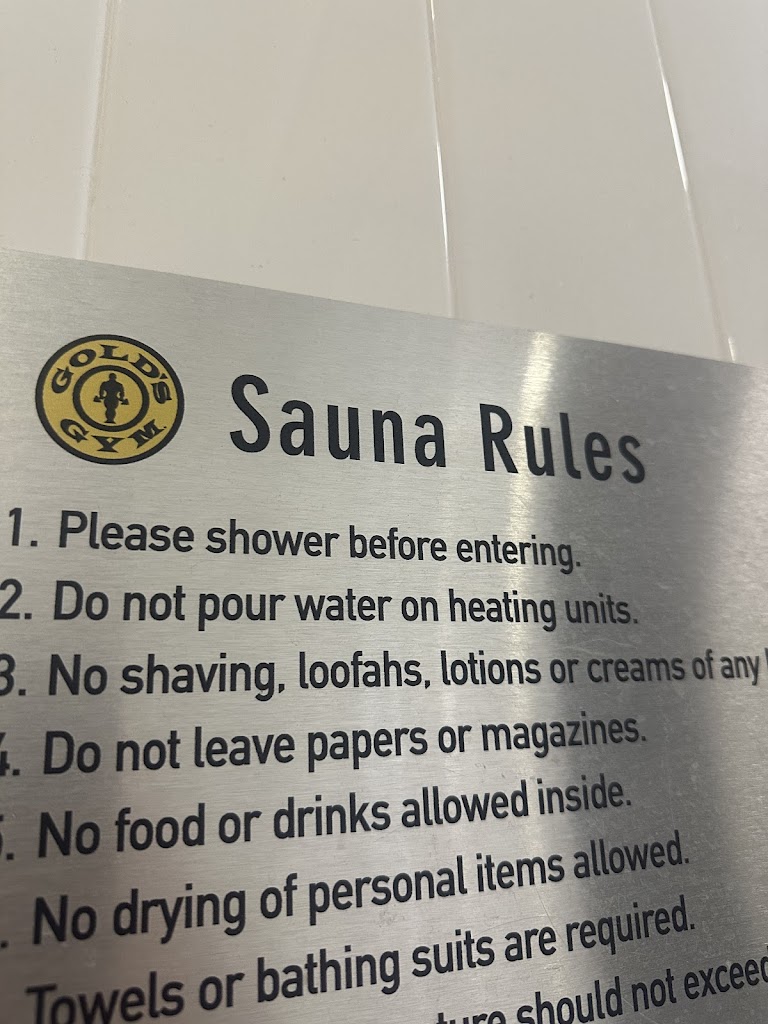 GOLD'S GYM
Sauna Rules
1. Please shower before entering.
2. Do not pour water on heating units.
3. No shaving, loofahs, lotions or creams of any
4. Do not leave papers or magazines.
. No food or drinks allowed inside.
. No drying of personal items allowed.
Towels or bathing suits are required.
should not exceed